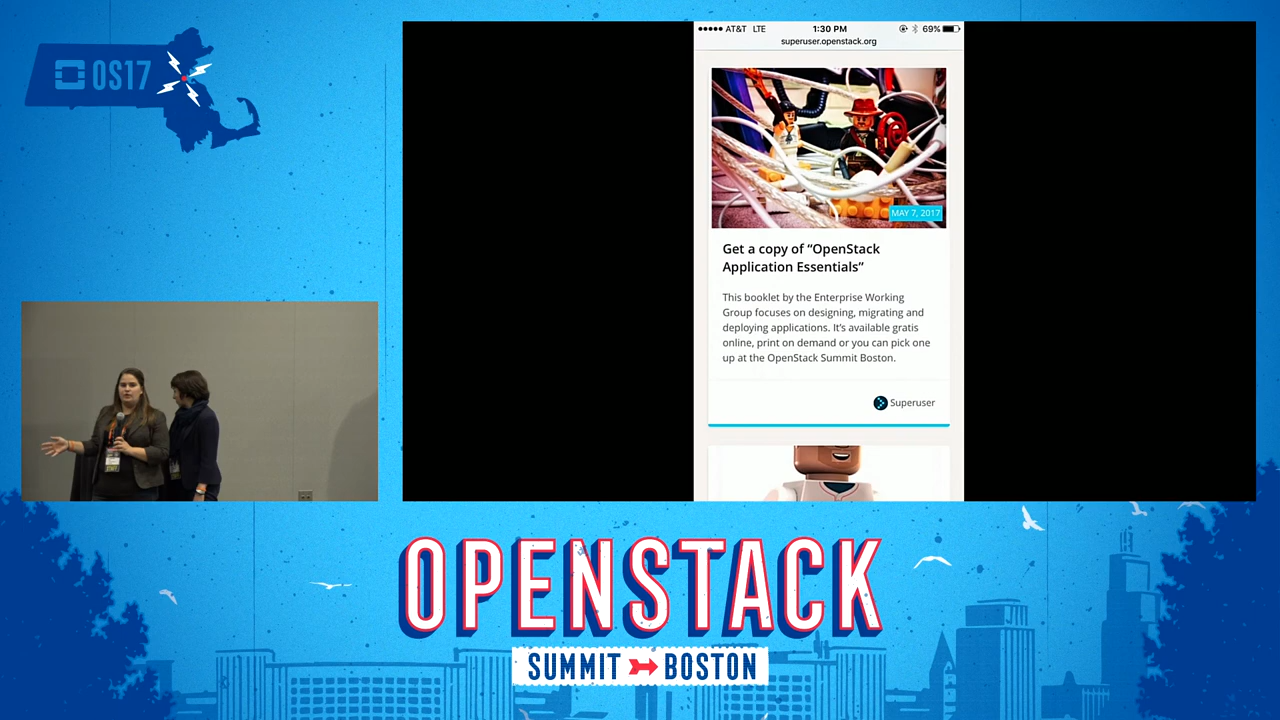 OS17
AT&T LTE 1:30 PM 69%
superuser.openstack.org
MAY 7, 2017
Get a copy of “OpenStack
Application Essentials”
This booklet by the Enterprise Working
Group focuses on designing, migrating and
deploying applications. It’s available gratis
online, print on demand or you can pick one
up at the OpenStack Summit Boston.
Superuser
STAFF
OPENSTACK
SUMMIT BOSTON